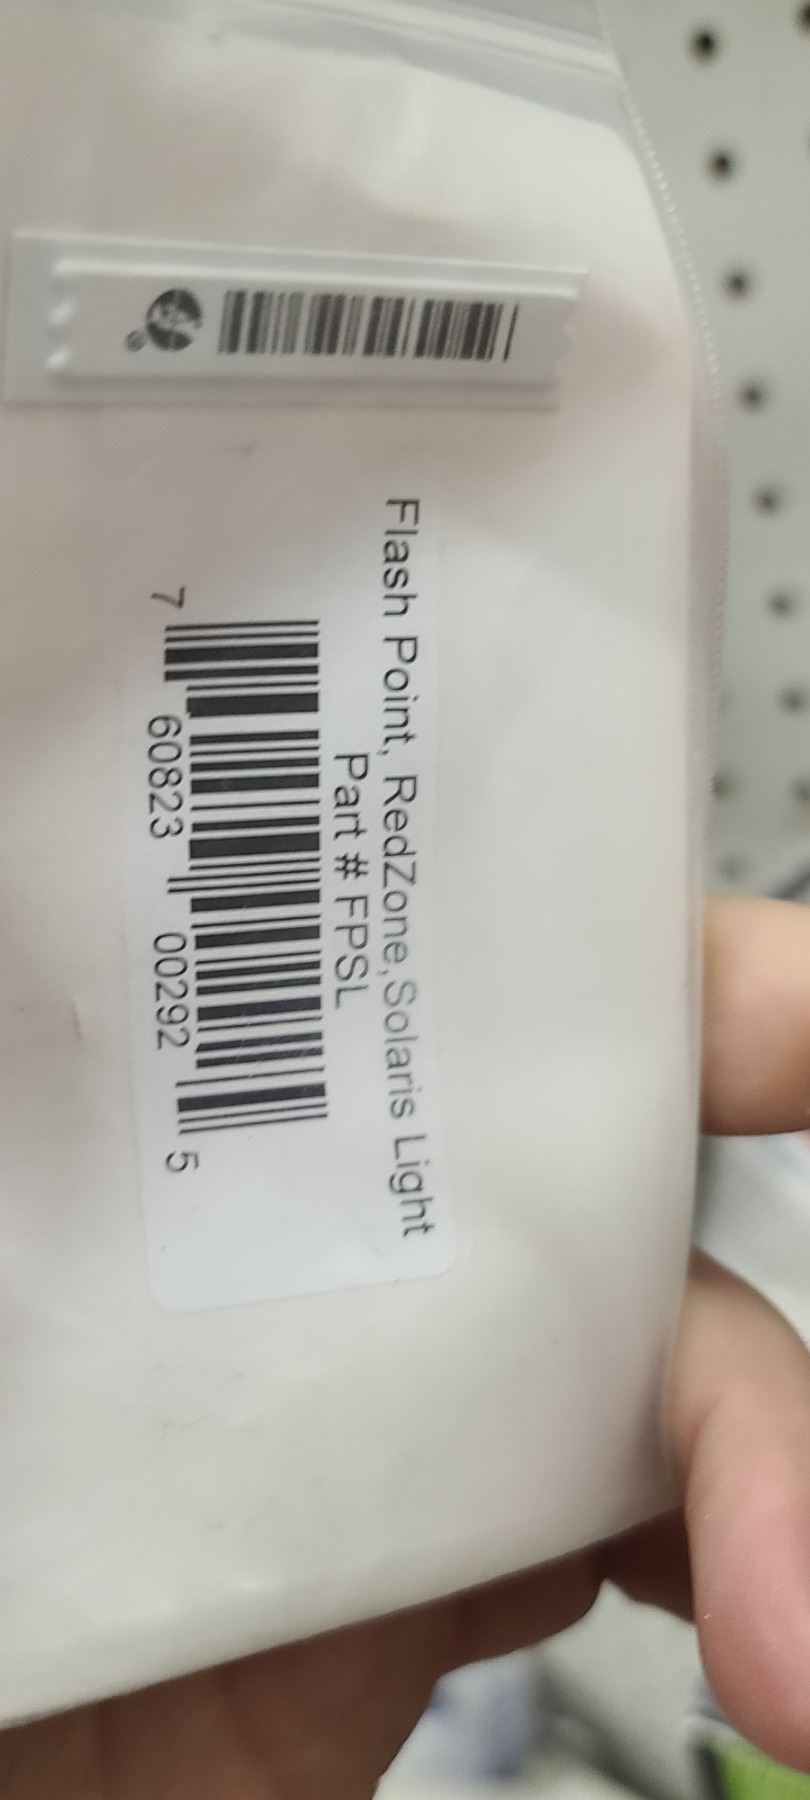 Flash Point, RedZone,Solaris Light
Part # FPSL
7 60823 00292 5